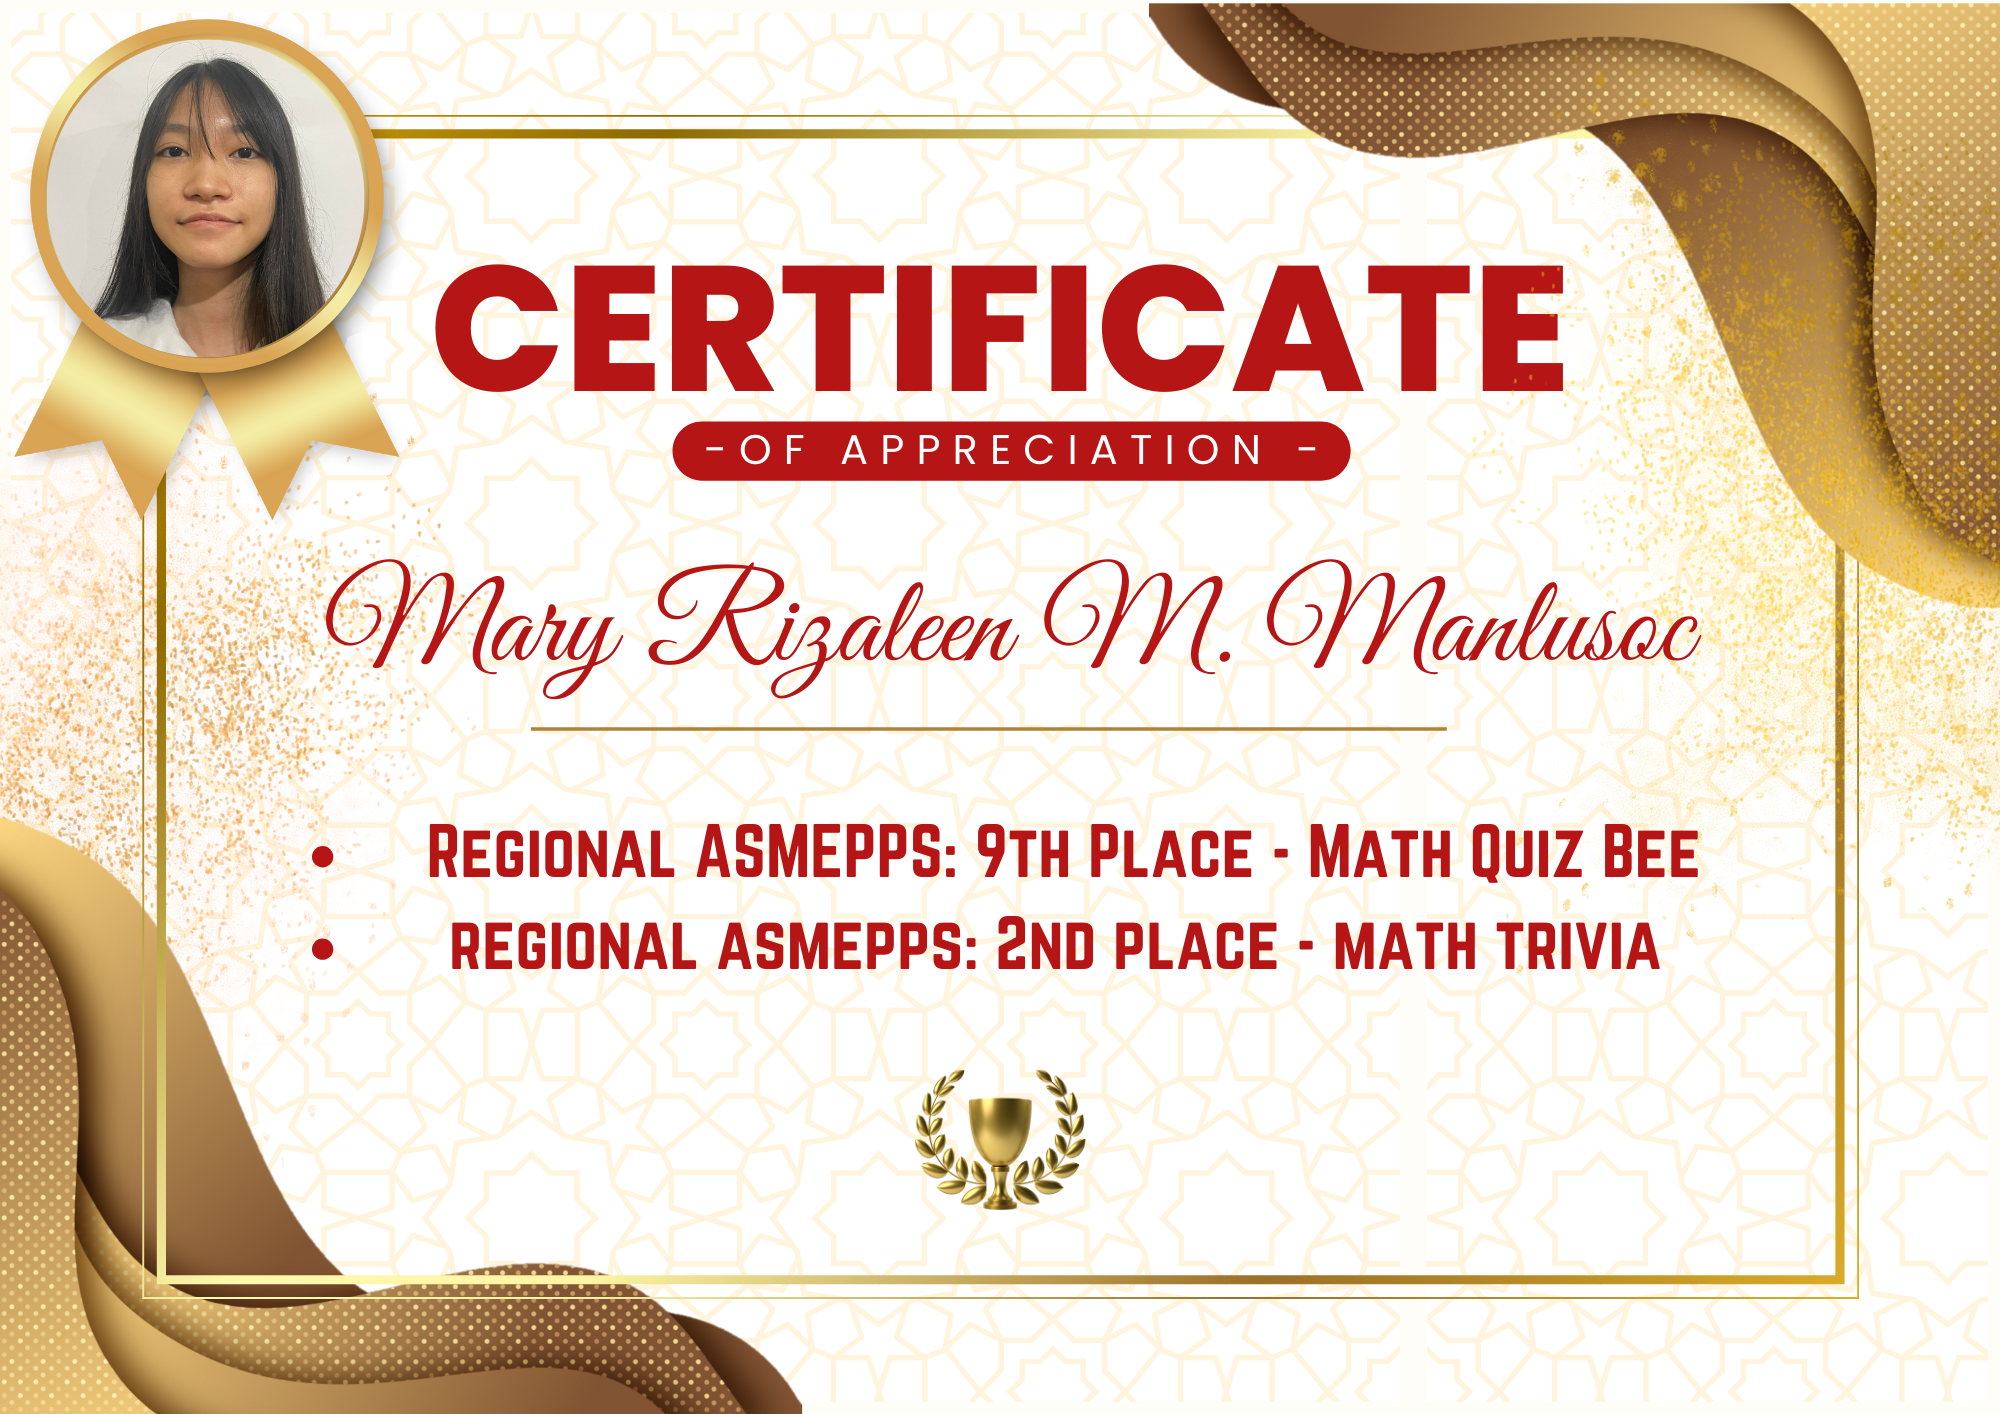 CERTIFICATE
-OF APPRECIATION -
Mary Rizaleen M. Manlusoc
• REGIONAL ASMEPPS: 9TH PLACE - MATH QUIZ BEE
• REGIONAL ASMEPPS: 2ND PLACE - MATH TRIVIA